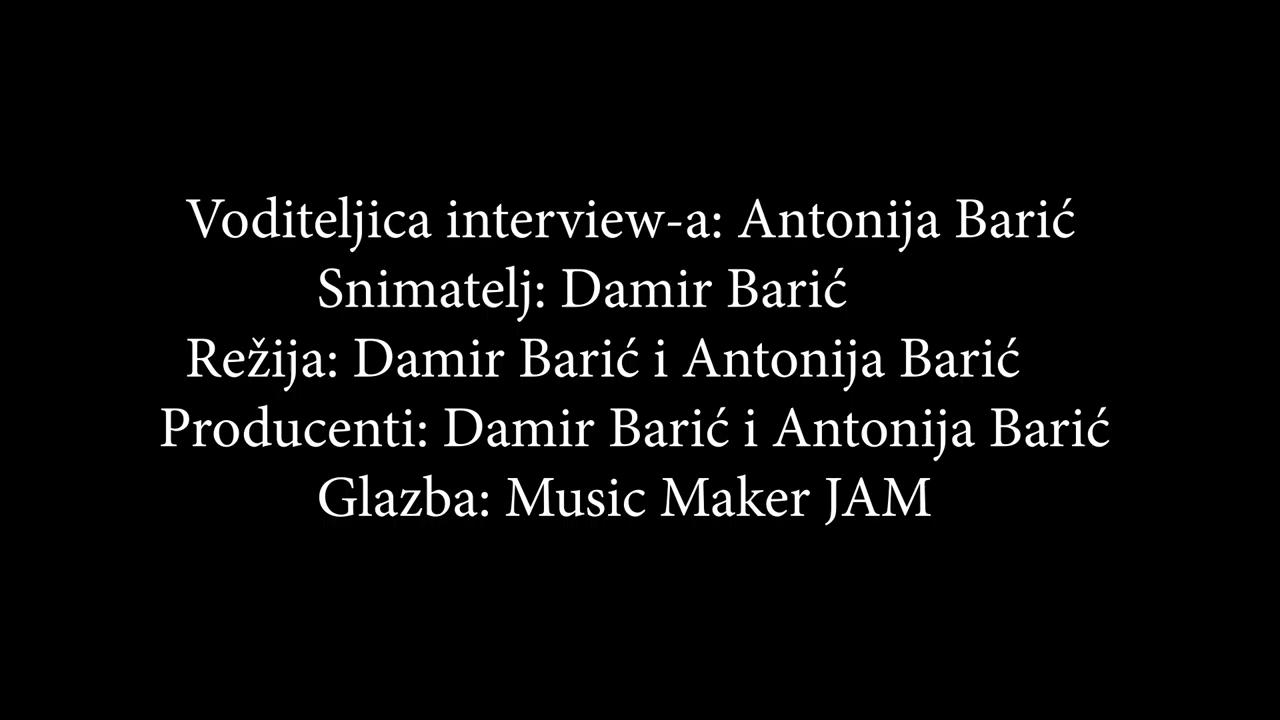 Voditeljica interview-a: Antonija Barić
Snimatelj: Damir Barić
Režija: Damir Barić i Antonija Barić
Producenti: Damir Barić i Antonija Barić
Glazba: Music Maker JAM